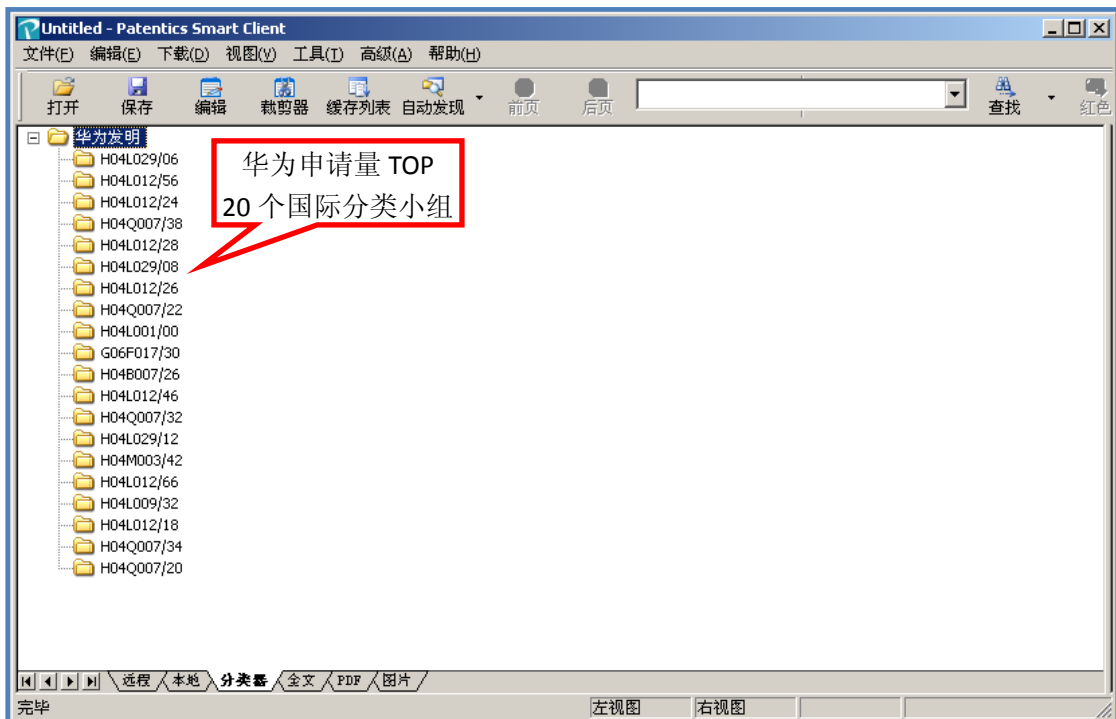 Untitled - Patentics Smart Client
文件(F) 编辑(E) 下载(D) 视图(V) 工具(T) 高级(A) 帮助(H)
打开 保存 编辑 裁剪器 缓存列表 自动发现 前页 后页 查找 红色
华为发明
H04L029/06
H04L012/56
H04L012/24
H04Q007/38
H04L012/28
H04L029/08
H04L012/26
H04Q007/22
H04L001/00
G06F017/30
H04B007/26
H04L012/46
H04Q007/32
H04L029/12
H04M003/42
H04L012/66
H04L009/32
H04L012/18
H04Q007/34
H04Q007/20
华为申请量 TOP
20 个国际分类小组
远程 本地 分类器 全文 PDF 图片
完毕 左视图 右视图